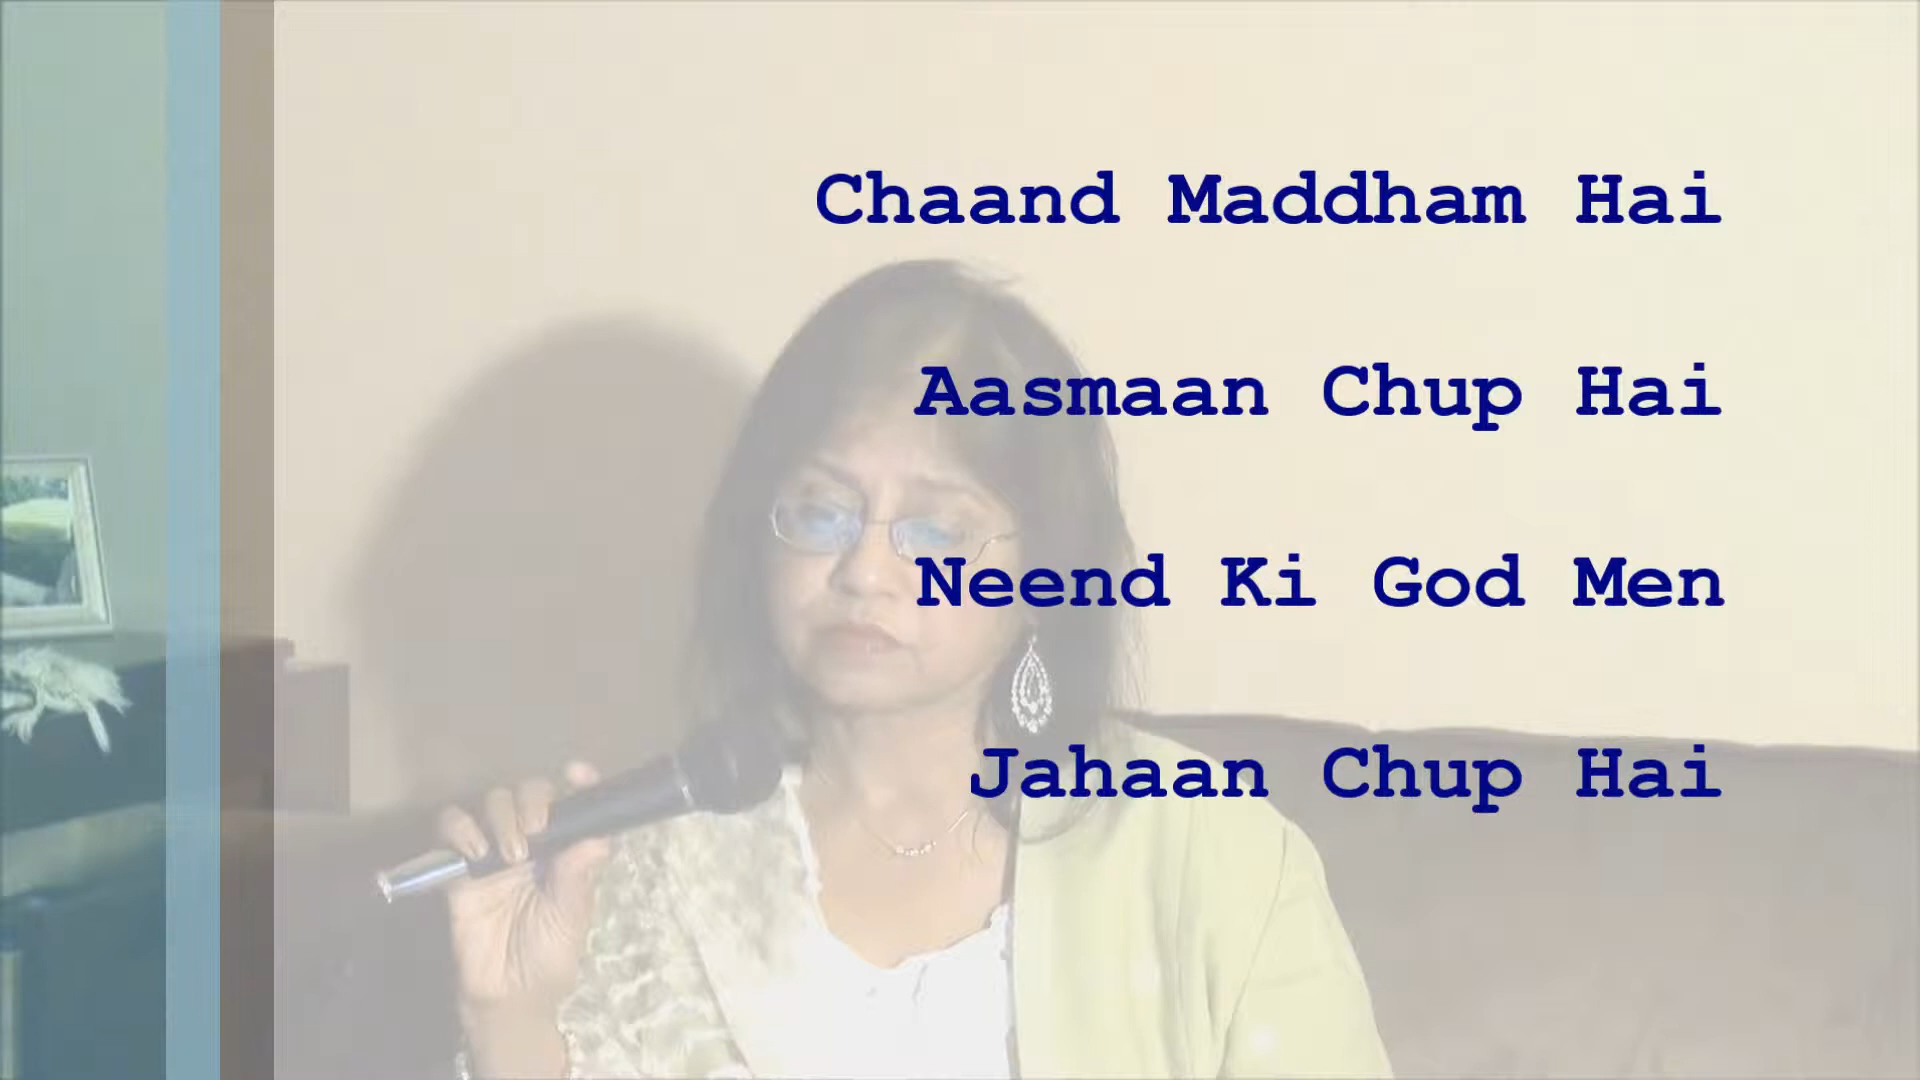 Chaand Maddham Hai
Aasmaan Chup Hai
Neend Ki God Men
Jahaan Chup Hai